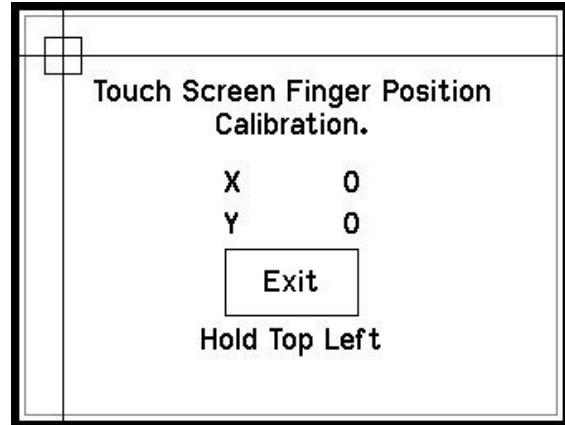 Touch Screen Finger Position
Calibration.
X 0
Y 0
Exit
Hold Top Left